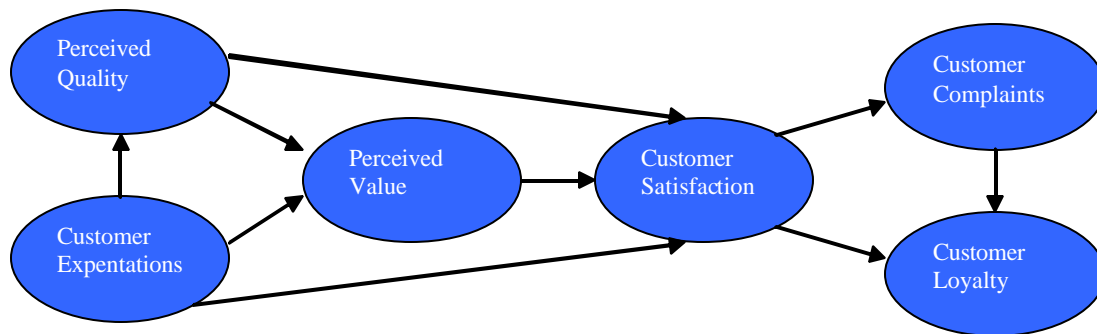 Perceived
Quality
Customer
Expentations
Perceived
Value
Customer
Satisfaction
Customer
Complaints
Customer
Loyalty